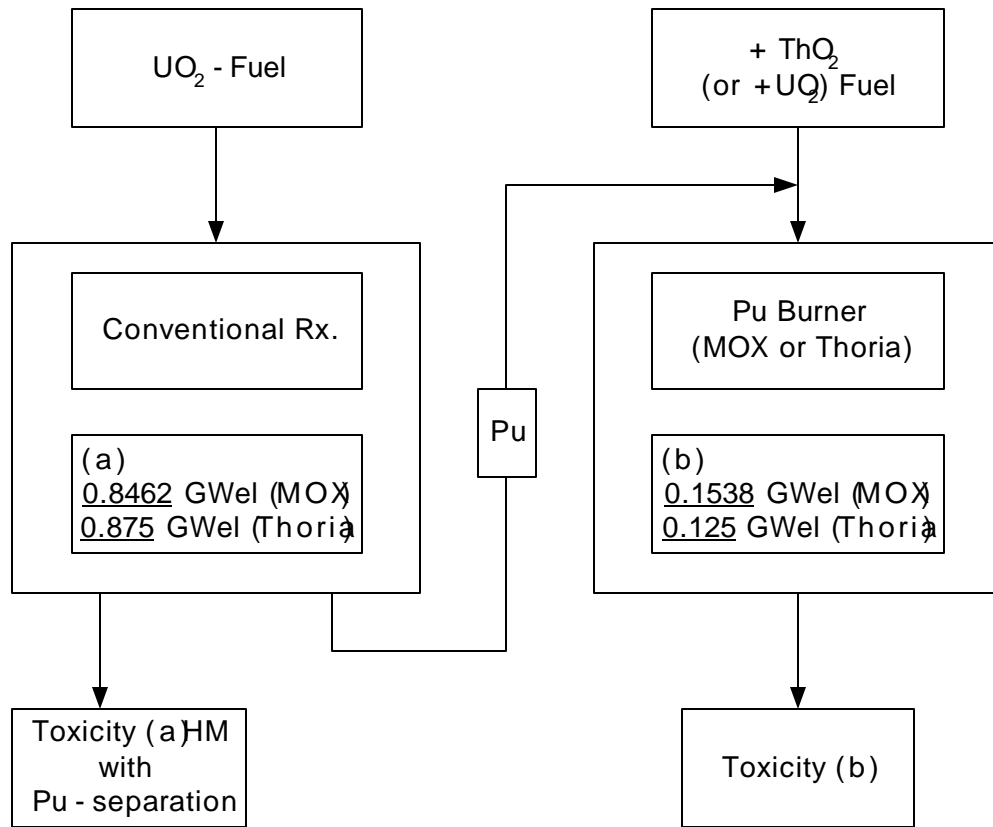 UO2 - Fuel
+ ThO2
(or +UO2) Fuel
Conventional Rx.
Pu Burner
(MOX or Thoria)
Pu
(a)
0.8462 GWel (MOX)
0.875 GWel (Thoria)
(b)
0.1538 GWel (MOX)
0.125 GWel (Thoria)
Toxicity (a)HM
with
Pu - separation
Toxicity (b)